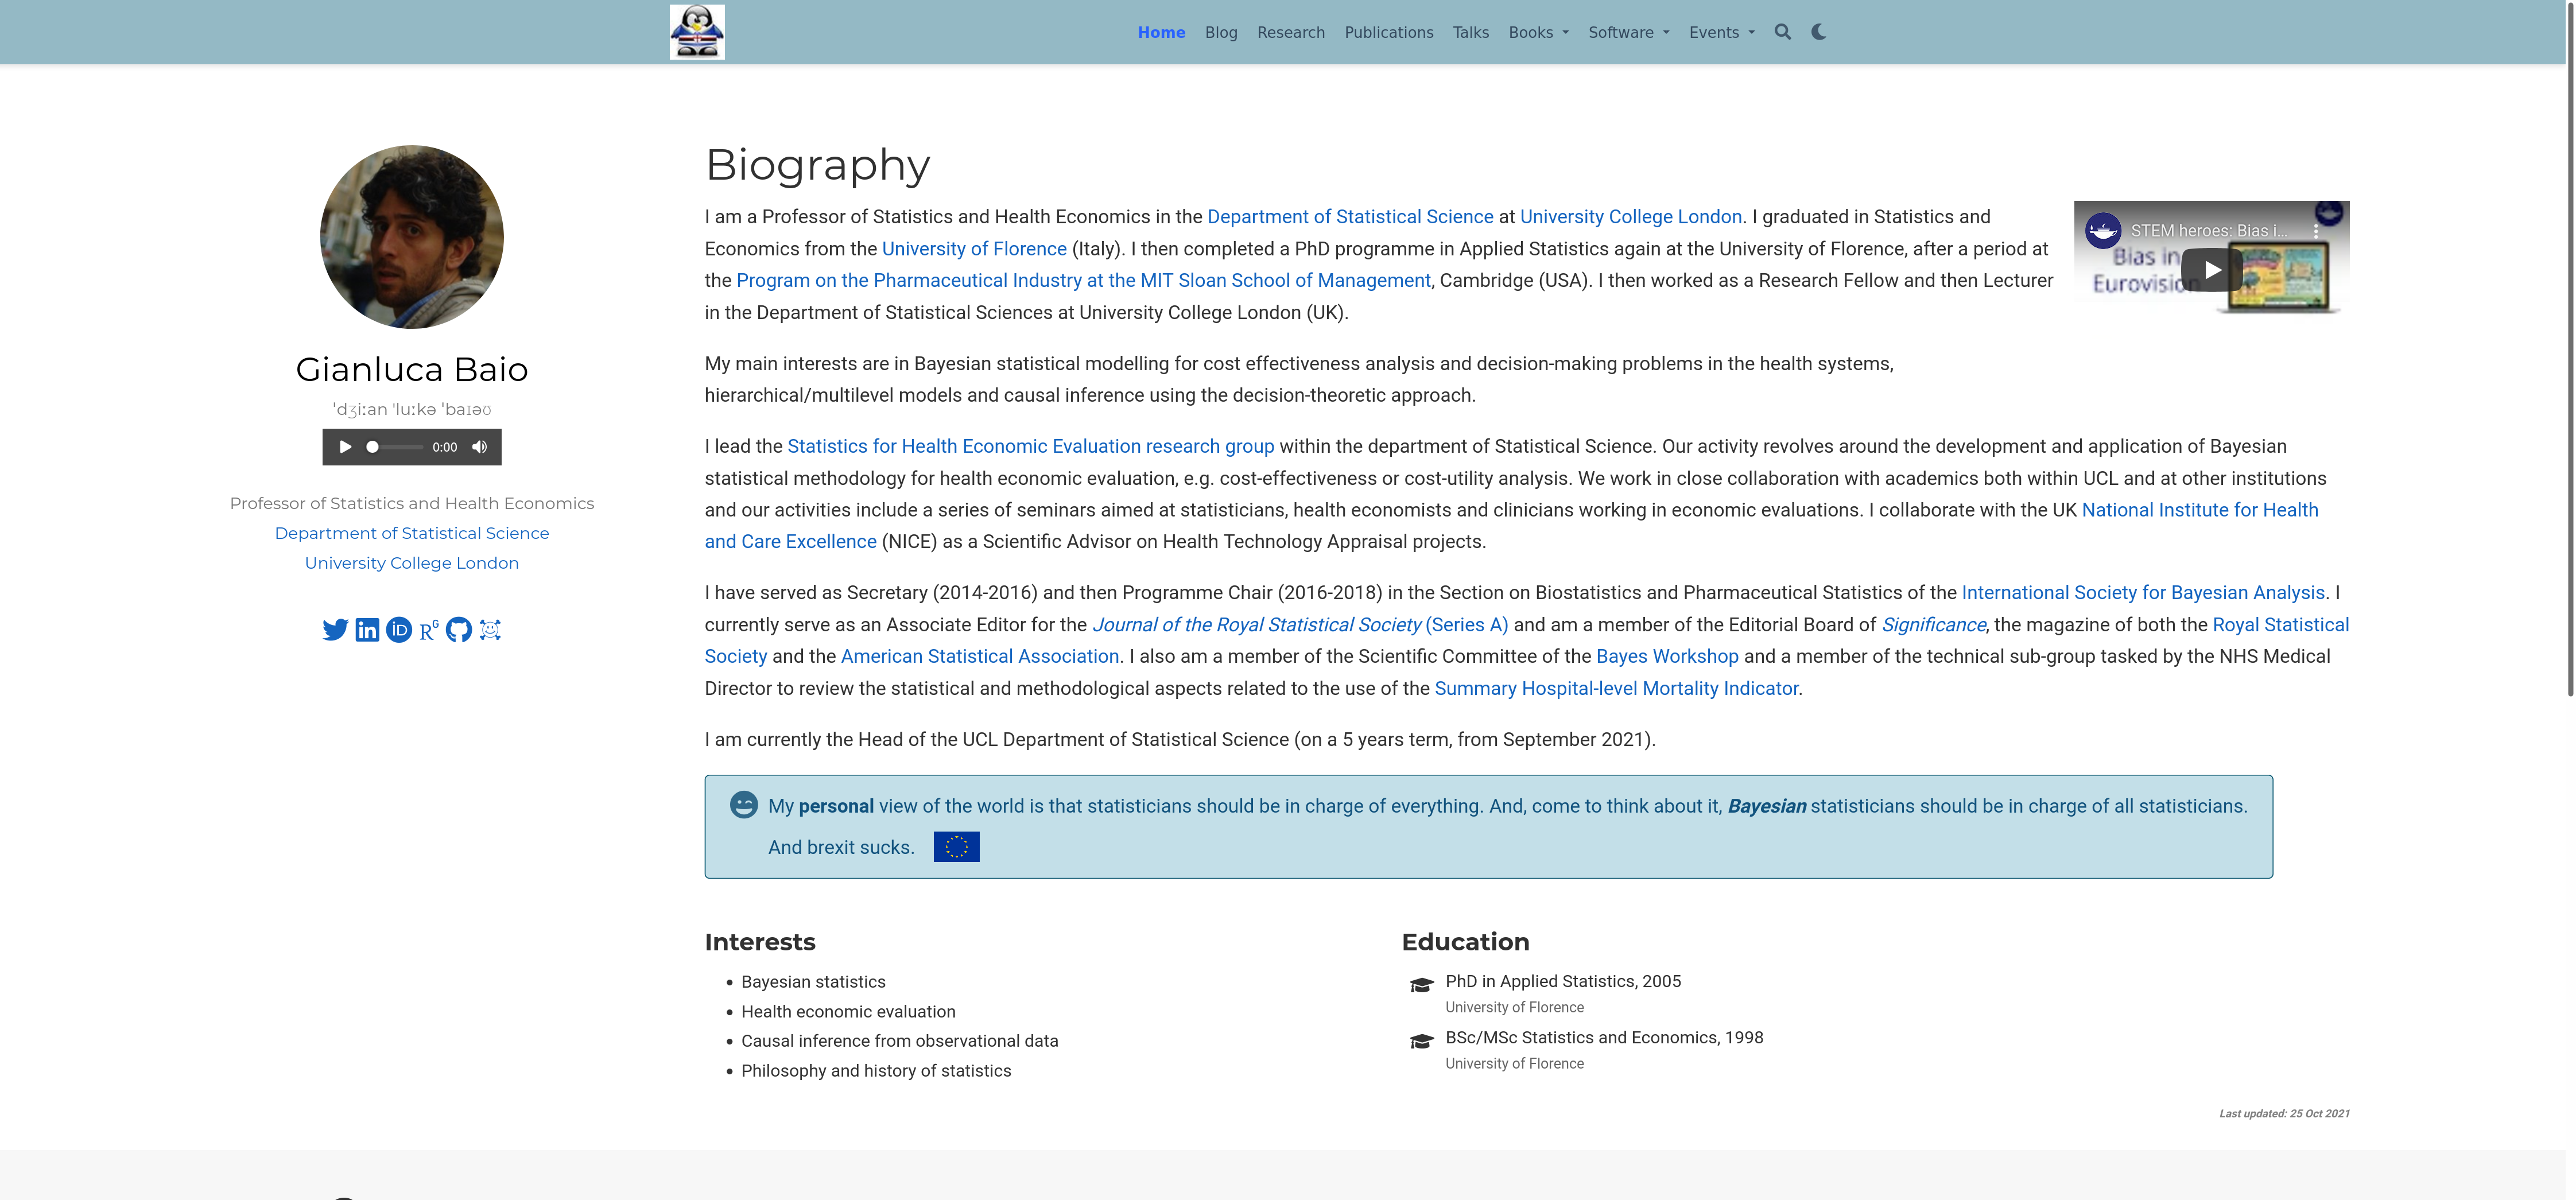 Home Blog Research Publications Talks Books Software Events
Gianluca Baio
ˈdʒiːan 'luːkə ˈbaɪəʊ
0:00
Professor of Statistics and Health Economics
Department of Statistical Science
University College London
Biography
I am a Professor of Statistics and Health Economics in the Department of Statistical Science at University College London. I graduated in Statistics and
Economics from the University of Florence (Italy). I then completed a PhD programme in Applied Statistics again at the University of Florence, after a period at
the Program on the Pharmaceutical Industry at the MIT Sloan School of Management, Cambridge (USA). I then worked as a Research Fellow and then Lecturer
in the Department of Statistical Sciences at University College London (UK).
STEM heroes: Bias i...
Bias in
Eurovision
My main interests are in Bayesian statistical modelling for cost effectiveness analysis and decision-making problems in the health systems,
hierarchical/multilevel models and causal inference using the decision-theoretic approach.
I lead the Statistics for Health Economic Evaluation research group within the department of Statistical Science. Our activity revolves around the development and application of Bayesian
statistical methodology for health economic evaluation, e.g. cost-effectiveness or cost-utility analysis. We work in close collaboration with academics both within UCL and at other institutions
and our activities include a series of seminars aimed at statisticians, health economists and clinicians working in economic evaluations. I collaborate with the UK National Institute for Health
and Care Excellence (NICE) as a Scientific Advisor on Health Technology Appraisal projects.
I have served as Secretary (2014-2016) and then Programme Chair (2016-2018) in the Section on Biostatistics and Pharmaceutical Statistics of the International Society for Bayesian Analysis. I
currently serve as an Associate Editor for the Journal of the Royal Statistical Society (Series A) and am a member of the Editorial Board of Significance, the magazine of both the Royal Statistical
Society and the American Statistical Association. I also am a member of the Scientific Committee of the Bayes Workshop and a member of the technical sub-group tasked by the NHS Medical
Director to review the statistical and methodological aspects related to the use of the Summary Hospital-level Mortality Indicator.
I am currently the Head of the UCL Department of Statistical Science (on a 5 years term, from September 2021).
My personal view of the world is that statisticians should be in charge of everything. And, come to think about it, Bayesian statisticians should be in charge of all statisticians.
And brexit sucks.
Interests
Bayesian statistics
Health economic evaluation
Causal inference from observational data
Philosophy and history of statistics
Education
PhD in Applied Statistics, 2005
University of Florence
BSc/MSc Statistics and Economics, 1998
University of Florence
Last updated: 25 Oct 2021